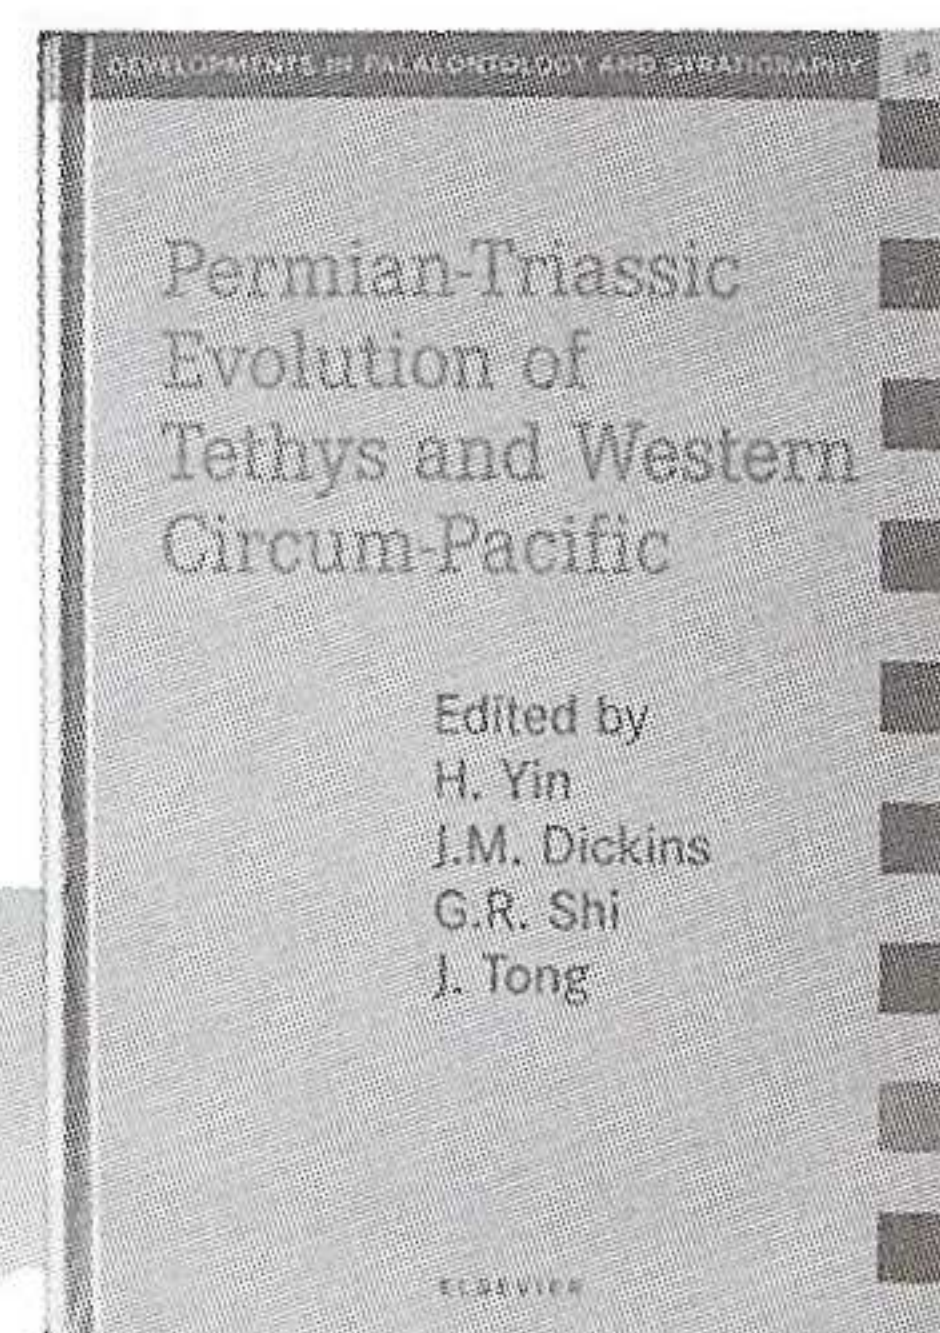 DEVELOPMENTS IN PALAEONTOLOGY AND STRATIGRAPHY
Permian-Triassic
Evolution of
Tethys and Western
Circum-Pacific
Edited by
H. Yin
J.M. Dickins
G.R. Shi
J. Tong
ELSEVIER